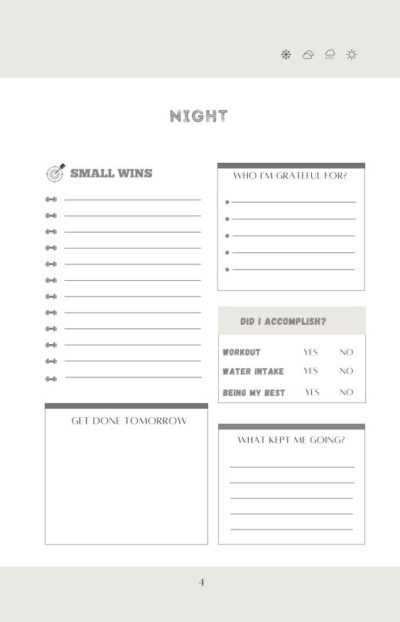 NIGHT
SMALL WINS
WHO I'M GRATEFUL FOR?
DID I ACCOMPLISH?
WORKOUT YES NO
WATER INTAKE YES NO
BEING MY BEST YES NO
GET DONE TOMORROW
WHAT KEPT ME GOING?
4